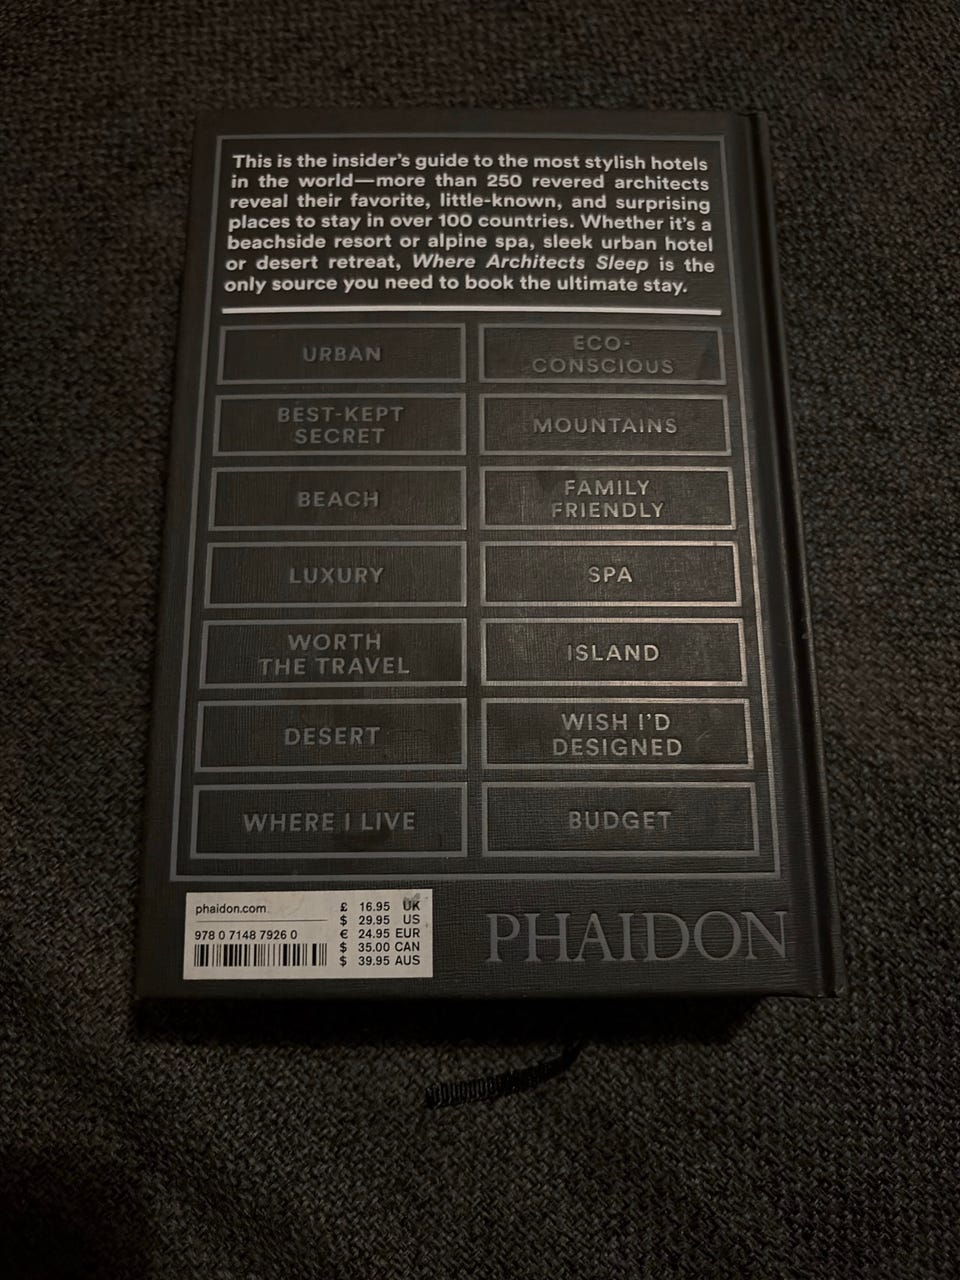 This is the insider's guide to the most stylish hotels
in the world—more than 250 revered architects
reveal their favorite, little-known, and surprising
places to stay in over 100 countries. Whether it's a
beachside resort or alpine spa, sleek urban hotel
or desert retreat, Where Architects Sleep is the
only source you need to book the ultimate stay.
URBAN
ECO-
CONSCIOUS
BEST-KEPT
SECRET
MOUNTAINS
BEACH
FAMILY
FRIENDLY
LUXURY
SPA
WORTH
THE TRAVEL
ISLAND
DESERT
WISH I'D
DESIGNED
WHERE I LIVE
BUDGET
phaidon.com
978 0 7148 7926 0
£ 16.95 UK
$ 29.95 US
€ 24.95 EUR
$ 35.00 CAN
$ 39.95 AUS
PHAIDON